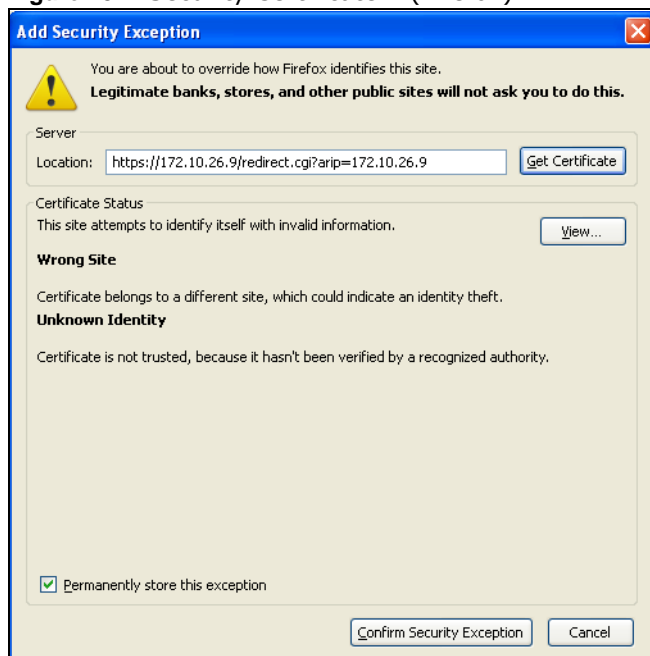 Add Security Exception
You are about to override how Firefox identifies this site.
Legitimate banks, stores, and other public sites will not ask you to do this.
Server
Location: https://172.10.26.9/redirect.cgi?arip=172.10.26.9 Get Certificate
Certificate Status
This site attempts to identify itself with invalid information.
View...
Wrong Site
Certificate belongs to a different site, which could indicate an identity theft.
Unknown Identity
Certificate is not trusted, because it hasn't been verified by a recognized authority.
Permanently store this exception
Confirm Security Exception Cancel